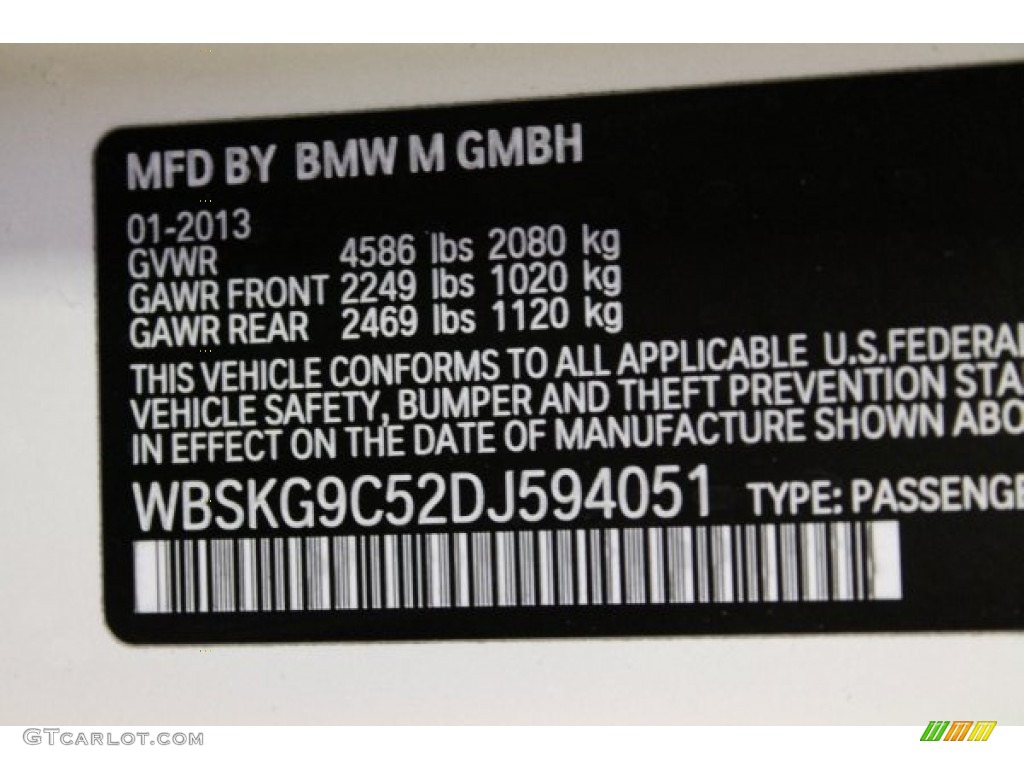 MFD BY BMW M GMBH
01-2013
GVWR 4586 lbs 2080 kg
GAWR FRONT 2249 lbs 1020 kg
GAWR REAR 2469 lbs 1120 kg
THIS VEHICLE CONFORMS TO ALL APPLICABLE U.S.FEDERAL
VEHICLE SAFETY, BUMPER AND THEFT PREVENTION STA
IN EFFECT ON THE DATE OF MANUFACTURE SHOWN ABO
WBSKG9C52DJ594051 TYPE: PASSENGE
GTCARLOT.COM